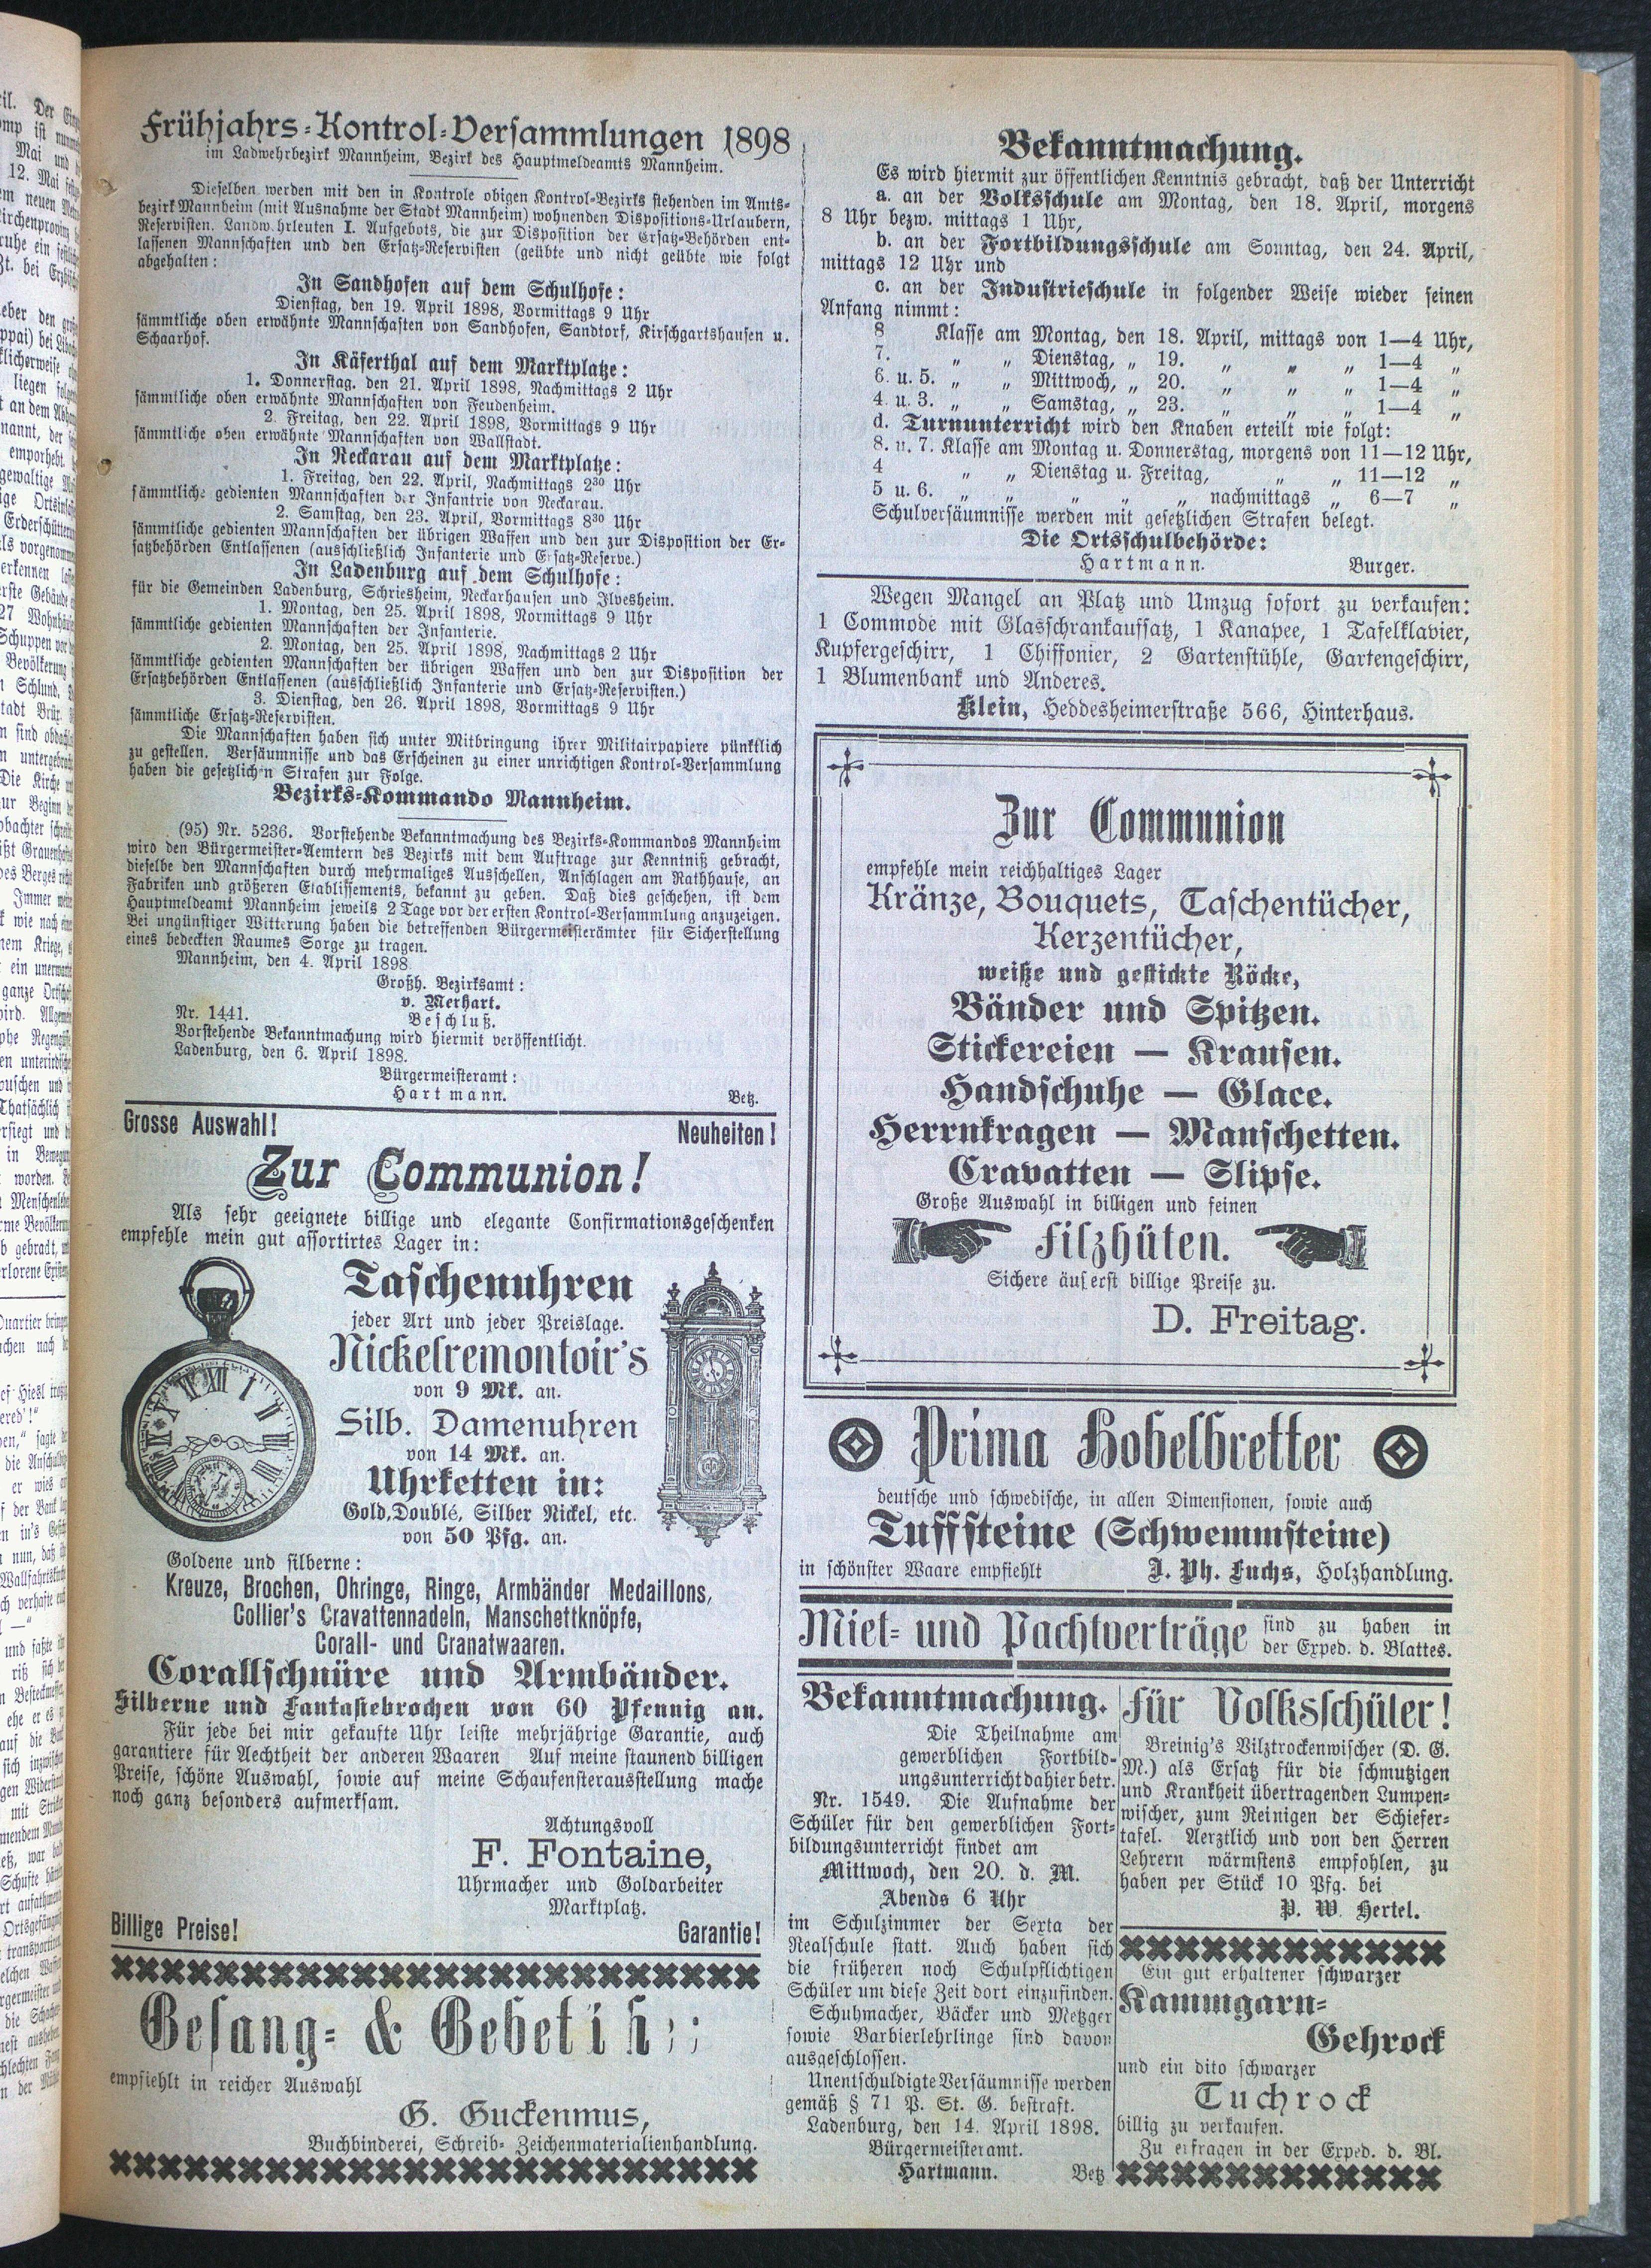 Frühjahrs-Kontrol-Versammlungen 1898
im Ladwehrbezirk Mannheim, Bezirk des Hauptmeldeamts Mannheim.
Dieselben werden mit den in Kontrole obigen Kontrol-Bezirks stehenden im Amts-
bezirk Mannheim (mit Ausnahme der Stadt Mannheim) wohnenden Dispositions-Urlaubern,
Reservisten. Landw.hrleuten I. Aufgebots, die zur Disposition der Ersatz-Behörden ent-
lassenen Mannschaften und den Ersatz-Reservisten (geübte und nicht geübte wie folgt
abgehalten:
In Sandhofen auf dem Schulhofe:
Dienstag, den 19. April 1898, Vormittags 9 Uhr
sämmtliche oben erwähnte Mannschaften von Sandhofen, Sandtorf, Kirschgartshausen u.
Schaarhof.
In Käferthal auf dem Marktplatze:
1. Donnerstag. den 21. April 1898, Nachmittags 2 Uhr
sämmtliche oben erwähnte Mannschaften von Feudenheim.
2. Freitag, den 22. April 1898, Vormittags 9 Uhr
sämmtliche oben erwähnte Mannschaften von Wallstadt.
In Neckarau auf dem Marktplatze:
1. Freitag, den 22. April, Nachmittags 2³⁰ Uhr
sämmtliche gedienten Mannschaften der Infantrie von Neckarau.
2. Samstag, den 23. April, Vormittags 8³⁰ Uhr
sämmtliche gedienten Mannschaften der übrigen Waffen und den zur Disposition der Er-
satzbehörden Entlassenen (ausschließlich Infanterie und Ersatz-Reserve.)
In Ladenburg auf dem Schulhofe:
für die Gemeinden Ladenburg, Schriesheim, Neckarhausen und Ilvesheim.
1. Montag, den 25. April 1898, Normittags 9 Uhr
sämmtliche gedienten Mannschaften der Infanterie.
2. Montag, den 25. April 1898, Nachmittags 2 Uhr
sämmtliche gedienten Mannschaften der übrigen Waffen und den zur Disposition der
Ersatzbehörden Entlassenen (ausschließlich Infanterie und Ersatz-Reservisten.)
3. Dienstag, den 26. April 1898, Vormittags 9 Uhr
sämmtliche Ersatz-Reservisten.
Die Mannschaften haben sich unter Mitbringung ihrer Militairpapiere pünktlich
zu gestellen. Versäumnisse und das Erscheinen zu einer unrichtigen Kontrol-Versammlung
haben die gesetzlich'n Strafen zur Folge.
Bezirks-Kommando Mannheim.
(95) Nr. 5236. Vorstehende Bekanntmachung des Bezirks-Kommandos Mannheim
wird den Bürgermeister-Aemtern des Bezirks mit dem Auftrage zur Kenntniß gebracht,
dieselbe den Mannschaften durch mehrmaliges Ausschellen, Anschlagen am Rathhause, an
Fabriken und größeren Etablissements, bekannt zu geben. Daß dies geschehen, ist dem
Hauptmeldeamt Mannheim jeweils 2 Tage vor der ersten Kontrol-Versammlung anzuzeigen.
Bei ungünstiger Witterung haben die betreffenden Bürgermeisterämter für Sicherstellung
eines bedeckten Raumes Sorge zu tragen.
Mannheim, den 4. April 1898
Großh. Bezirksamt:
v. Merhart.
Nr. 1441. Beschluß.
Vorstehende Bekanntmachung wird hiermit veröffentlicht.
Ladenburg, den 6. April 1898.
Bürgermeisteramt:
Hartmann. Betz.
Grosse Auswahl! Neuheiten!
Zur Communion!
Als sehr geeignete billige und elegante Confirmationsgeschenken
empfehle mein gut assortirtes Lager in:
Taschenuhren
jeder Art und jeder Preislage.
Nickelremontoir's
von 9 Mk. an.
Silb. Damenuhren
von 14 Mk. an.
Uhrketten in:
Gold, Doublé, Silber Nickel, etc.
von 50 Pfg. an.
Goldene und silberne:
Kreuze, Brochen, Ohringe, Ringe, Armbänder Medaillons,
Collier's Cravattennadeln, Manschettknöpfe,
Corall- und Granatwaaren.
Corallschnüre und Armbänder.
Silberne und Fantasiebrochen von 60 Pfennig an.
Für jede bei mir gekaufte Uhr leiste mehrjährige Garantie, auch
garantiere für Aechtheit der anderen Waaren Auf meine staunend billigen
Preise, schöne Auswahl, sowie auf meine Schaufensterausstellung mache
noch ganz besonders aufmerksam.
Achtungsvoll
F. Fontaine,
Uhrmacher und Goldarbeiter
Marktplatz.
Billige Preise! Garantie!
Gesang- &
empfiehlt in reicher Auswahl
G. Guckenmus,
Buchbinderei, Schreib- Zeichenmaterialienhandlung.
Bekanntmachung.
Es wird hiermit zur öffentlichen Kenntnis gebracht, daß der Unterricht
a. an der Volksschule am Montag, den 18. April, morgens
8 Uhr bezw. mittags 1 Uhr,
b. an der Fortbildungsschule am Sonntag, den 24. April,
mittags 12 Uhr und
c. an der Industrieschule in folgender Weise wieder seinen
Anfang nimmt:
8 Klasse am Montag, den 18. April, mittags von 1—4 Uhr,
7. „ „ Dienstag, „ 19. „ „ „ 1—4 „
6. u. 5. „ „ Mittwoch, „ 20. „ „ „ 1—4 „
4. u. 3. „ „ Samstag, „ 23. „ „ „ 1—4 „
d. Turnunterricht wird den Knaben erteilt wie folgt:
8. u. 7. Klasse am Montag u. Donnerstag, morgens von 11—12 Uhr,
4 „ „ Dienstag u. Freitag, „ „ 11—12 „
5 u. 6. „ „ „ „ „ nachmittags „ 6—7 „
Schulversäumnisse werden mit gesetzlichen Strafen belegt.
Die Ortsschulbehörde:
Hartmann. Burger.
Wegen Mangel an Platz und Umzug sofort zu verkaufen:
1 Commode mit Glasschrankaufsatz, 1 Kanapee, 1 Tafelklavier,
Kupfergeschirr, 1 Chiffonier, 2 Gartenstühle, Gartengeschirr,
1 Blumenbank und Anderes.
Klein, Heddesheimerstraße 566, Hinterhaus.
Zur Communion
empfehle mein reichhaltiges Lager
Kränze, Bouquets, Taschentücher,
Kerzentücher,
weiße und gestickte Röcke,
Bänder und Spitzen.
Stickereien — Krausen.
Handschuhe — Glace.
Herrnkragen — Manschetten.
Cravatten — Slipse.
Große Auswahl in billigen und feinen
Filzhüten.
Sichere äuserst billige Preise zu.
D. Freitag.
Prima Hobelbretter
deutsche und schwedische, in allen Dimensionen, sowie auch
Tuffsteine (Schwemmsteine)
in schönster Waare empfiehlt J. Ph. Fuchs, Holzhandlung.
Miet- und Pachtverträge sind zu haben in
der Exped. d. Blattes.
Bekanntmachung.
Die Theilnahme am
gewerblichen Fortbild-
ungsunterricht dahier betr.
Nr. 1549. Die Aufnahme der
Schüler für den gewerblichen Fort-
bildungsunterricht findet am
Mittwoch, den 20. d. M.
Abends 6 Uhr
im Schulzimmer der Sexta der
Realschule statt. Auch haben sich
die früheren noch Schulpflichtigen
Schüler um diese Zeit dort einzufinden.
Schuhmacher, Bäcker und Metzger
sowie Barbierlehrlinge sind davon
ausgeschlossen.
Unentschuldigte Versäumnisse werden
gemäß § 71 P. St. G. bestraft.
Ladenburg, den 14. April 1898.
Bürgermeisteramt.
Hartmann. Betz
Für Volksschüler!
Breinig's Pilztrockenwischer (D. G.
M.) als Ersatz für die schmutzigen
und Krankheit übertragenden Lumpen-
wischer, zum Reinigen der Schiefer-
tafel. Aerztlich und von den Herren
Lehrern wärmstens empfohlen, zu
haben per Stück 10 Pfg. bei
P. W. Hertel.
Ein gut erhaltener schwarzer
Kammgarn-
Gehrock
und ein dito schwarzer
Tuchrock
billig zu verkaufen.
Zu erfragen in der Exped. d. Bl.